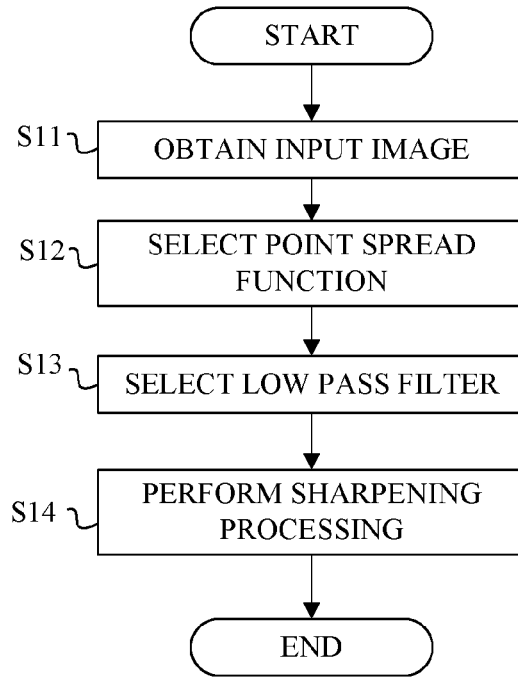 START
S11
OBTAIN INPUT IMAGE
S12
SELECT POINT SPREAD
FUNCTION
S13
SELECT LOW PASS FILTER
S14
PERFORM SHARPENING
PROCESSING
END